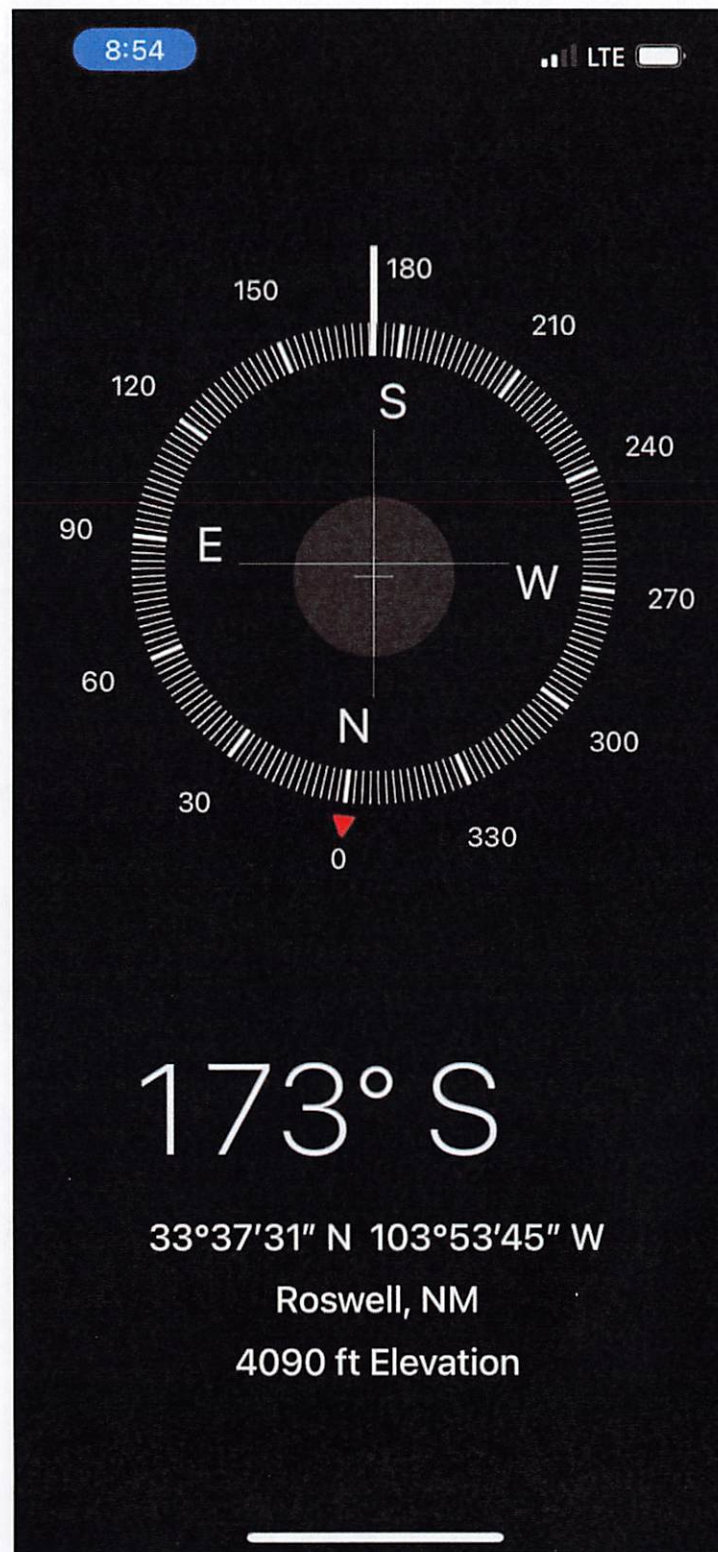 8:54 LTE
180
150
210
120
S
240
90
E
W
270
60
N
300
30
330
0
173° S
33°37'31" N 103°53'45" W
Roswell, NM
4090 ft Elevation